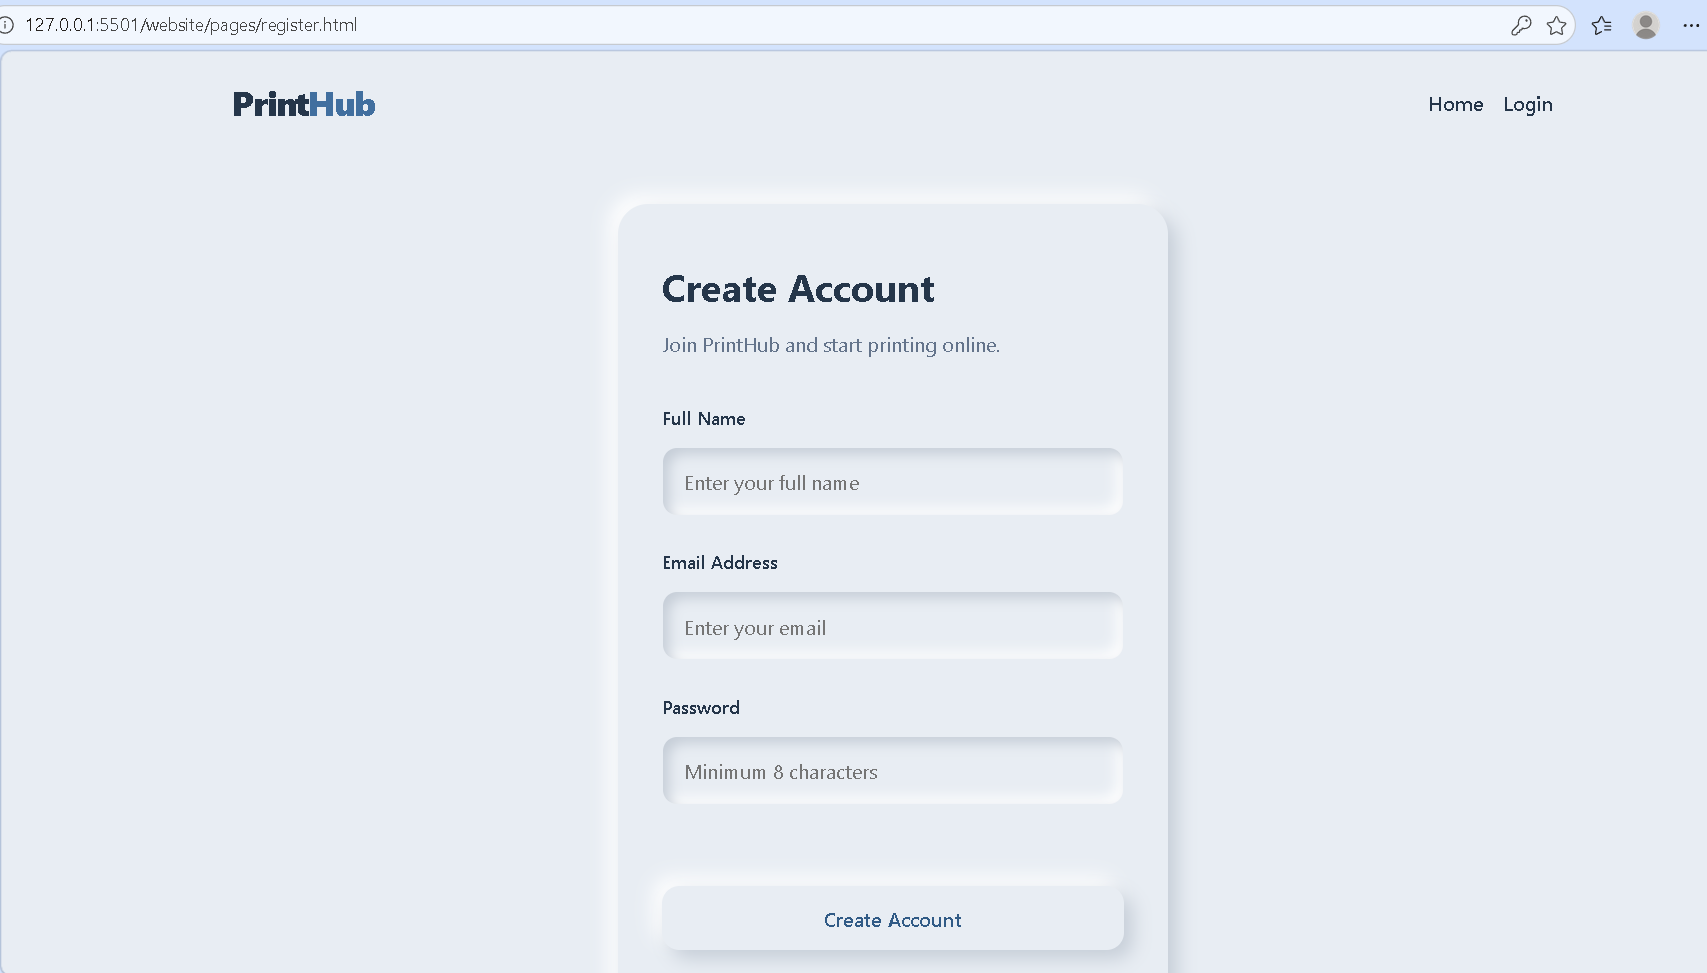 127.0.0.1:5501/website/pages/register.html
PrintHub
Home Login
Create Account
Join PrintHub and start printing online.
Full Name
Enter your full name
Email Address
Enter your email
Password
Minimum 8 characters
Create Account